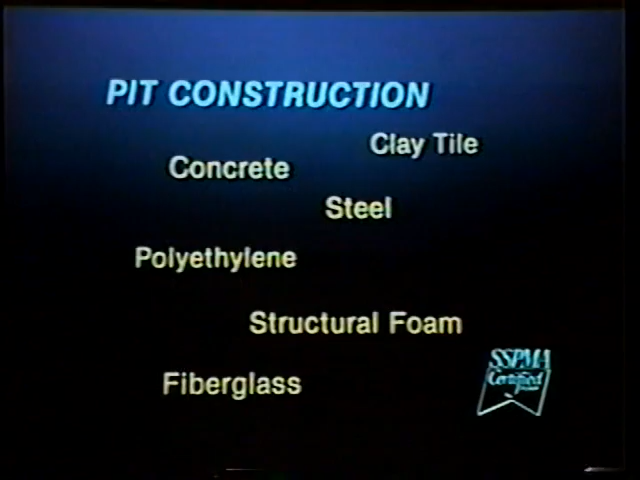 PIT CONSTRUCTION
Clay Tile
Concrete
Steel
Polyethylene
Structural Foam
Fiberglass
SSPMA
Certified